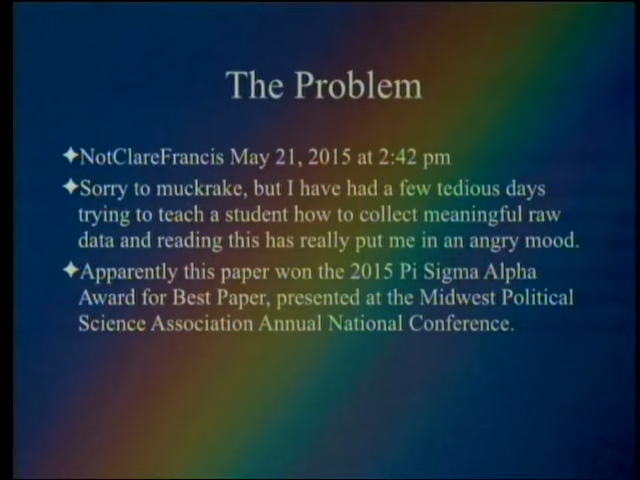 The Problem
NotClareFrancis May 21, 2015 at 2:42 pm
Sorry to muckrake, but I have had a few tedious days
trying to teach a student how to collect meaningful raw
data and reading this has really put me in an angry mood.
Apparently this paper won the 2015 Pi Sigma Alpha
Award for Best Paper, presented at the Midwest Political
Science Association Annual National Conference.